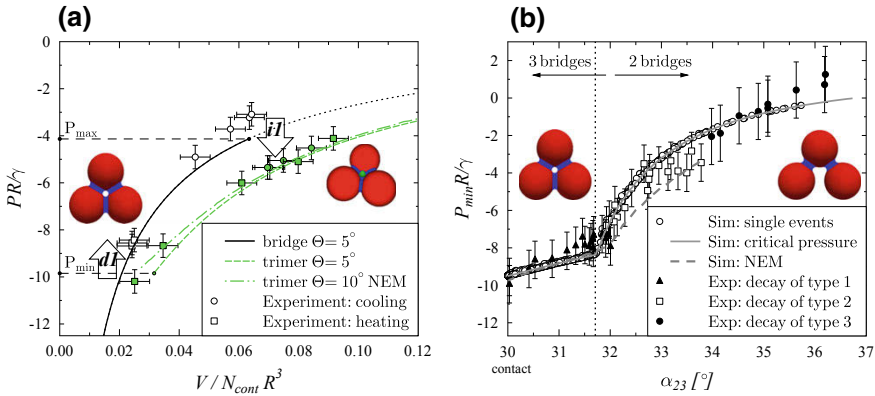 (a)
0
-2
-4
-6
-8
-10
-12
PR/γ
P_max
P_min
i1
d1
bridge Θ= 5°
trimer Θ= 5°
trimer Θ= 10° NEM
Experiment: cooling
Experiment: heating
0.00 0.02 0.04 0.06 0.08 0.10 0.12
V / N_cont R^3
(b)
4
2
0
-2
-4
-6
-8
-10
-12
P_min R/γ
3 bridges 2 bridges
Sim: single events
Sim: critical pressure
Sim: NEM
Exp: decay of type 1
Exp: decay of type 2
Exp: decay of type 3
30 31 32 33 34 35 36 37
contact
α_23 [°]